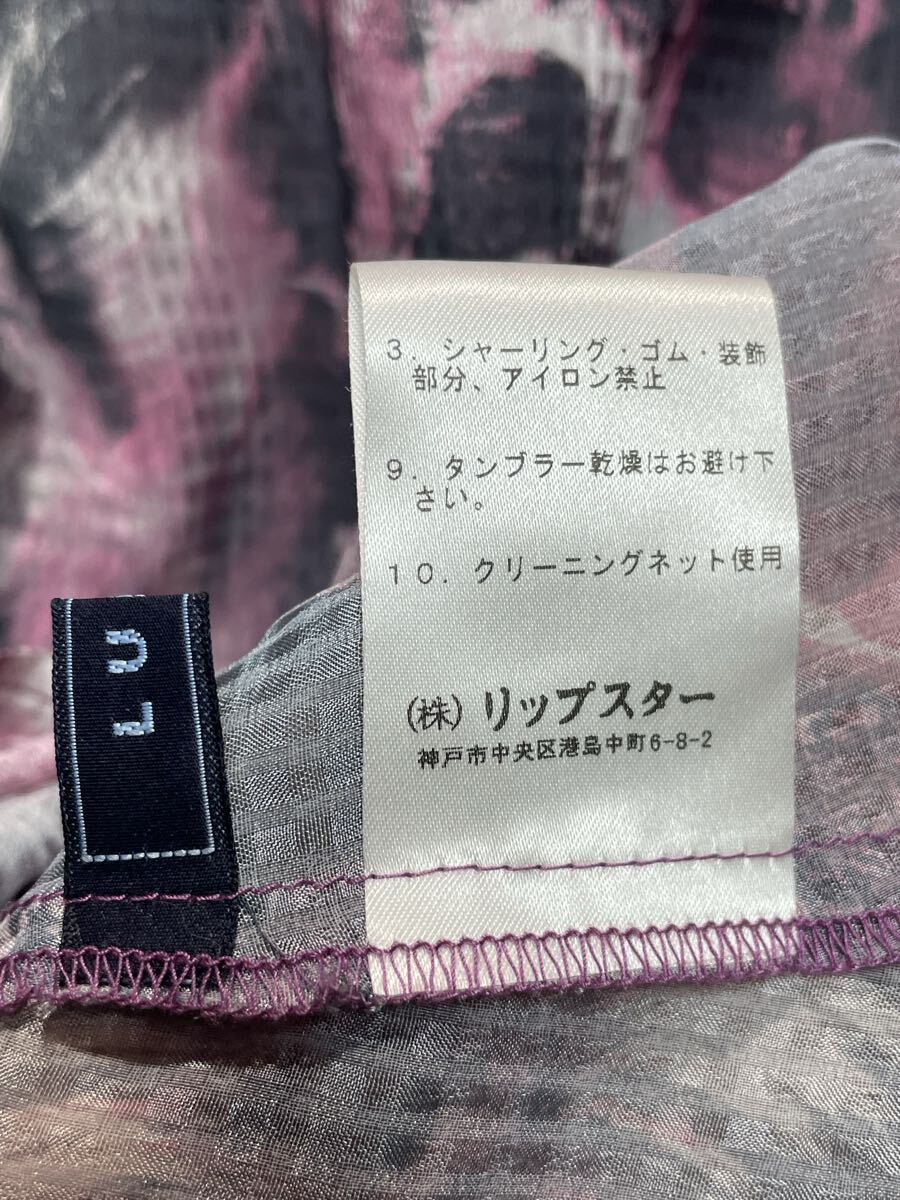 3. シャーリング・ゴム・装飾
部分、アイロン禁止
9. タンブラー乾燥はお避け下
さい。
10. クリーニングネット使用
(株) リップスター
神戸市中央区港島中町6-8-2
LU